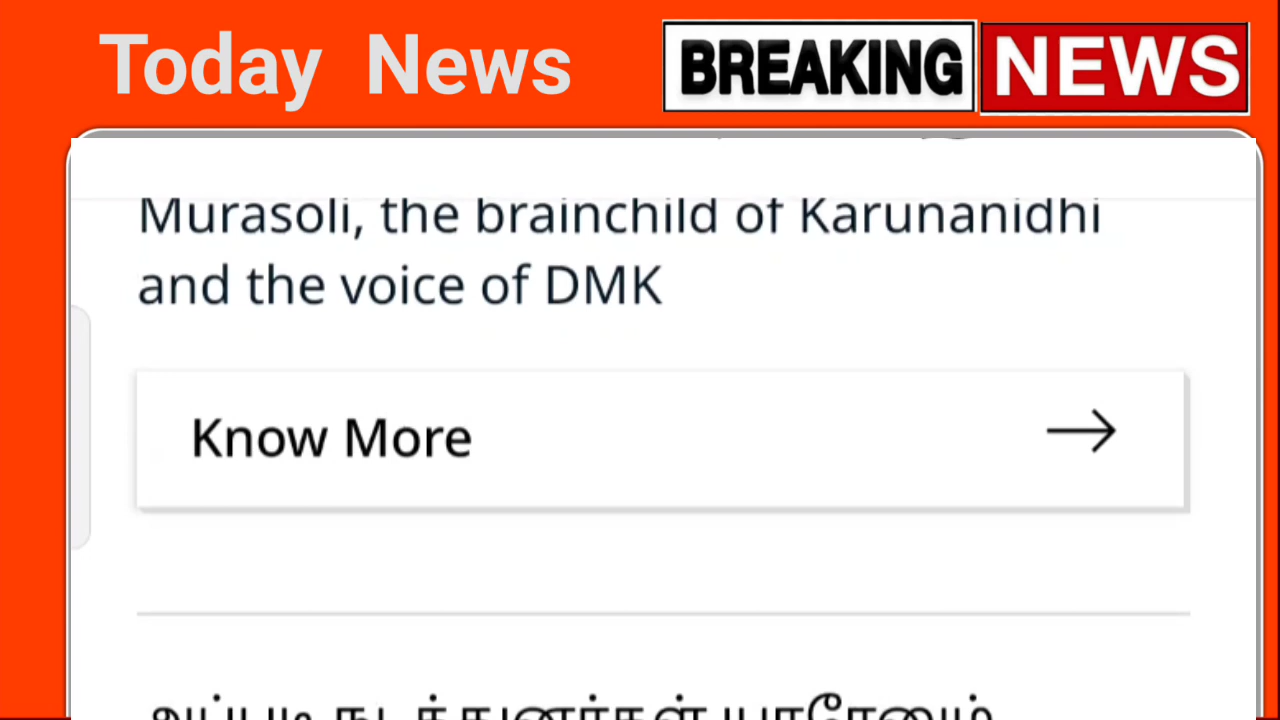 Today News
BREAKING NEWS
Murasoli, the brainchild of Karunanidhi
and the voice of DMK
Know More